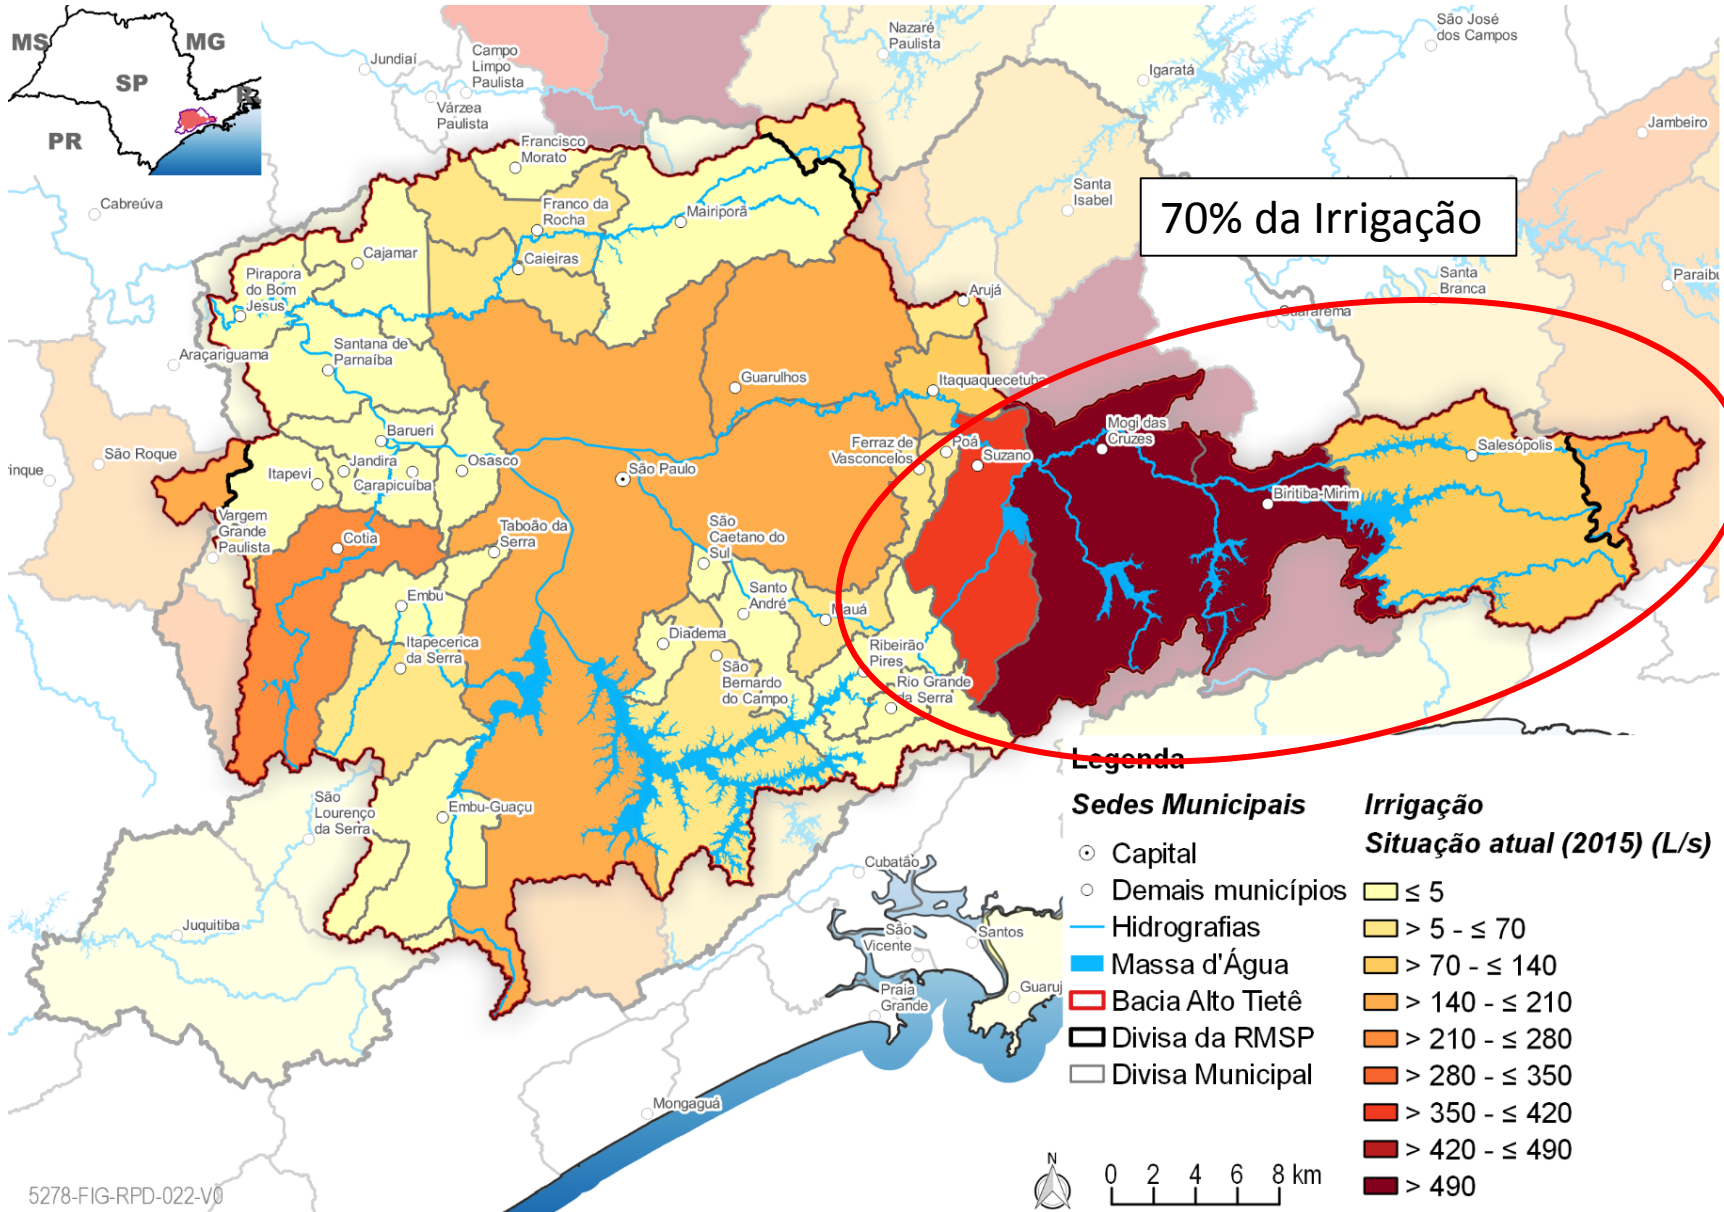 MS
MG
SP
PR
Jundiaí
Campo
Limpo
Paulista
Várzea
Paulista
Nazaré
Paulista
São José
dos Campos
Igaratá
Jambeiro
Francisco
Morato
Cabreúva
Franco da
Rocha
Mairiporã
Santa
Isabel
70% da Irrigação
Cajamar
Caieiras
Pirapora
do Bom
Jesus
Arujá
Santa
Branca
Guararema
Araçariguama
Santana de
Parnaíba
Guarulhos
Itaquaquecetuba
Mogi das
Cruzes
Barueri
Ferraz de
Vasconcelos
Poá
Suzano
Salesópolis
São Roque
Itapevi
Jandira
Carapicuíba
Osasco
São Paulo
Biritiba-Mirim
Vargem
Grande
Paulista
Cotia
Taboão da
Serra
São
Caetano do
Sul
Embu
Santo
André
Mauá
Itapecerica
da Serra
Diadema
São
Bernardo
do Campo
Ribeirão
Pires
Rio Grande
da Serra
São
Lourenço
da Serra
Embu-Guaçu
Juquitiba
Cubatão
São
Vicente
Santos
Praia
Grande
Mongaguá
Legenda
Sedes Municipais
Capital
Demais municípios
Hidrografias
Massa d'Água
Bacia Alto Tietê
Divisa da RMSP
Divisa Municipal
Irrigação
Situação atual (2015) (L/s)
≤ 5
> 5 - ≤ 70
> 70 - ≤ 140
> 140 - ≤ 210
> 210 - ≤ 280
> 280 - ≤ 350
> 350 - ≤ 420
> 420 - ≤ 490
> 490
N
0 2 4 6 8 km
5278-FIG-RPD-022-V0